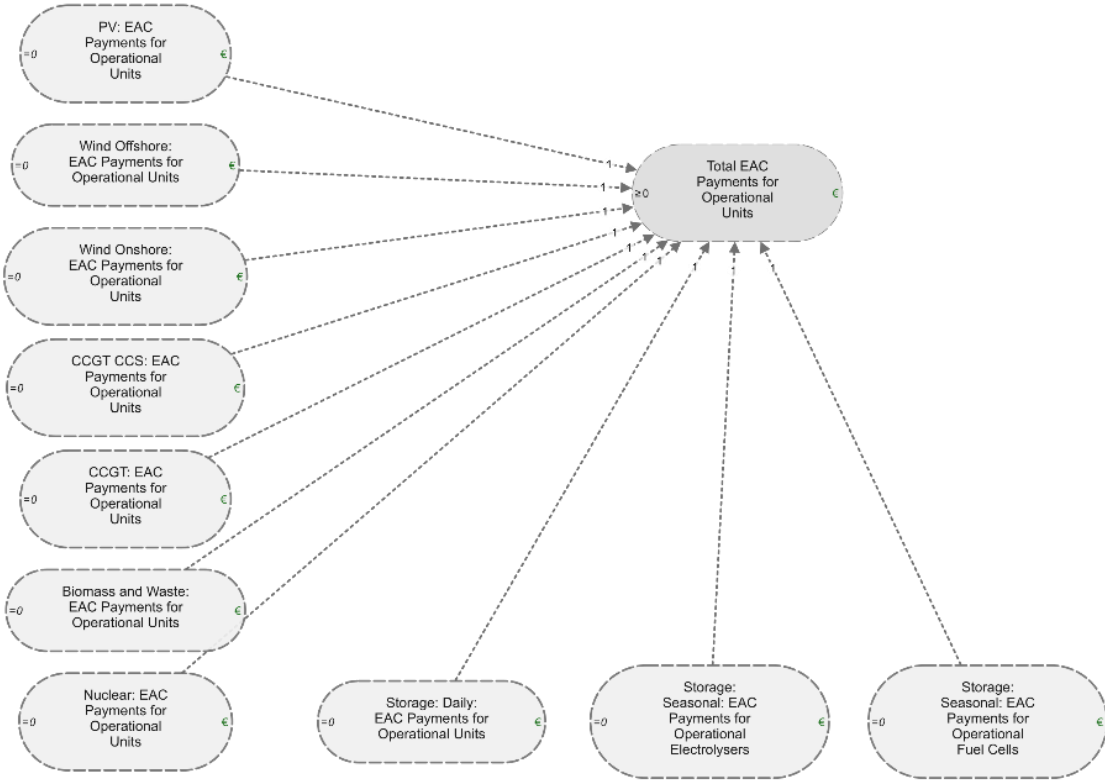 PV: EAC
Payments for
Operational
Units
=0
€
Wind Offshore:
EAC Payments for
Operational Units
=0
€
Wind Onshore:
EAC Payments for
Operational
Units
=0
€
CCGT CCS: EAC
Payments for
Operational
Units
=0
€
CCGT: EAC
Payments for
Operational
Units
=0
€
Biomass and Waste:
EAC Payments for
Operational Units
=0
€
Nuclear: EAC
Payments for
Operational
Units
=0
€
Storage: Daily:
EAC Payments for
Operational Units
=0
€
Storage:
Seasonal: EAC
Payments for
Operational
Electrolysers
=0
€
Storage:
Seasonal: EAC
Payments for
Operational
Fuel Cells
=0
€
Total EAC
Payments for
Operational
Units
≥0
€
1
1
1
1
1
1
1
1
1
1